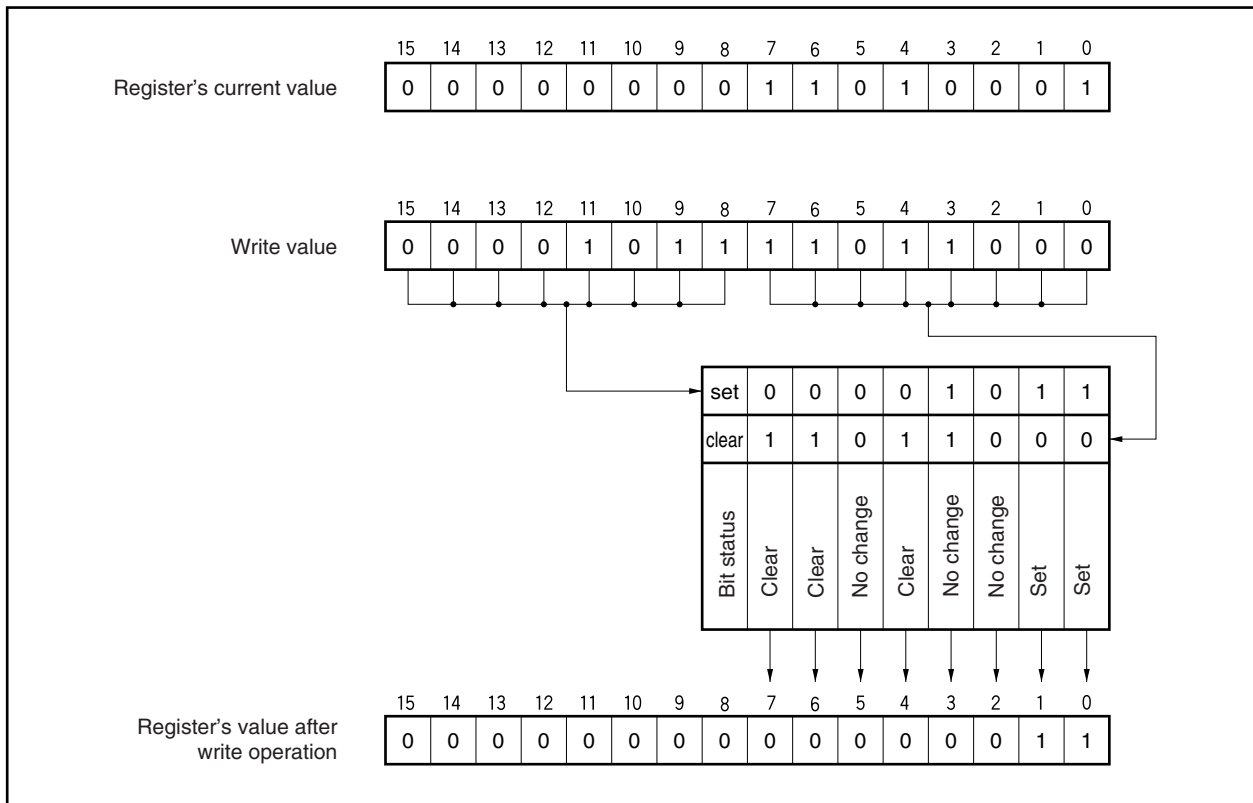 15 14 13 12 11 10 9 8 7 6 5 4 3 2 1 0
Register's current value 0 0 0 0 0 0 0 0 1 1 0 1 0 0 0 1
15 14 13 12 11 10 9 8 7 6 5 4 3 2 1 0
Write value 0 0 0 0 1 0 1 1 1 1 0 1 1 0 0 0
set 0 0 0 0 1 0 1 1
clear 1 1 0 1 1 0 0 0
Bit status Clear Clear No change Clear No change No change Set Set
15 14 13 12 11 10 9 8 7 6 5 4 3 2 1 0
Register's value after
write operation 0 0 0 0 0 0 0 0 0 0 0 0 0 0 1 1